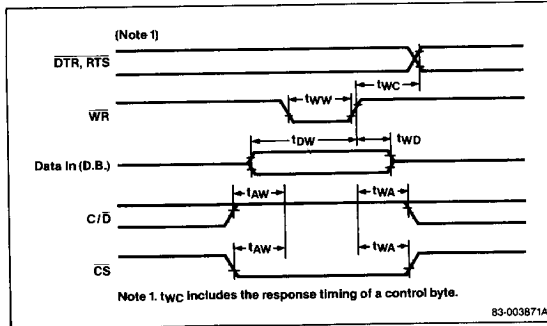 (Note 1)
DTR, RTS
tWC
tWW
WR
tDW
tWD
Data In (D.B.)
tAW
tWA
C/D
tAW
tWA
CS
Note 1. tWC includes the response timing of a control byte.
83-003871A